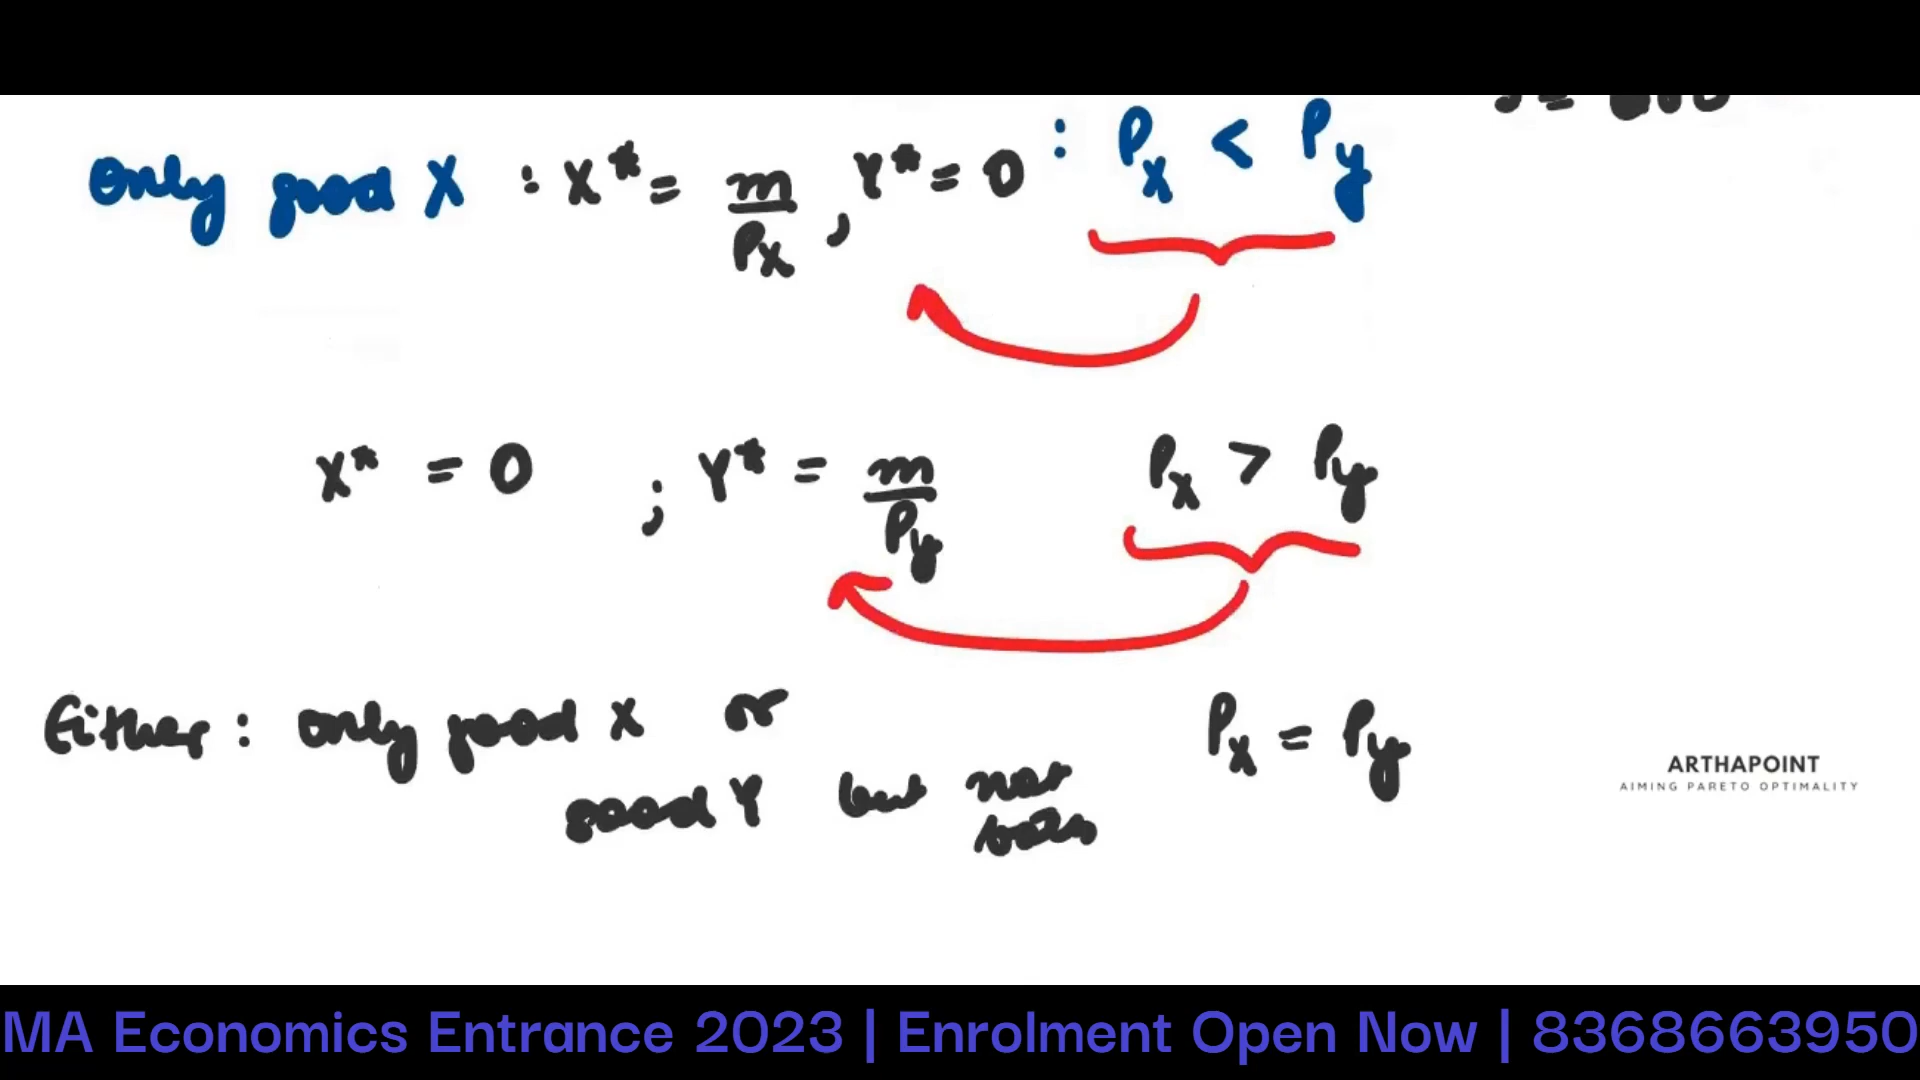 Only good X : X* = m/Px , Y* = 0 : Px < Py
X* = 0 ; Y* = m/Py Px > Py
Either : only good X or Px = Py
good Y but not both
ARTHAPOINT
AIMING PARETO OPTIMALITY
MA Economics Entrance 2023 | Enrolment Open Now | 8368663950